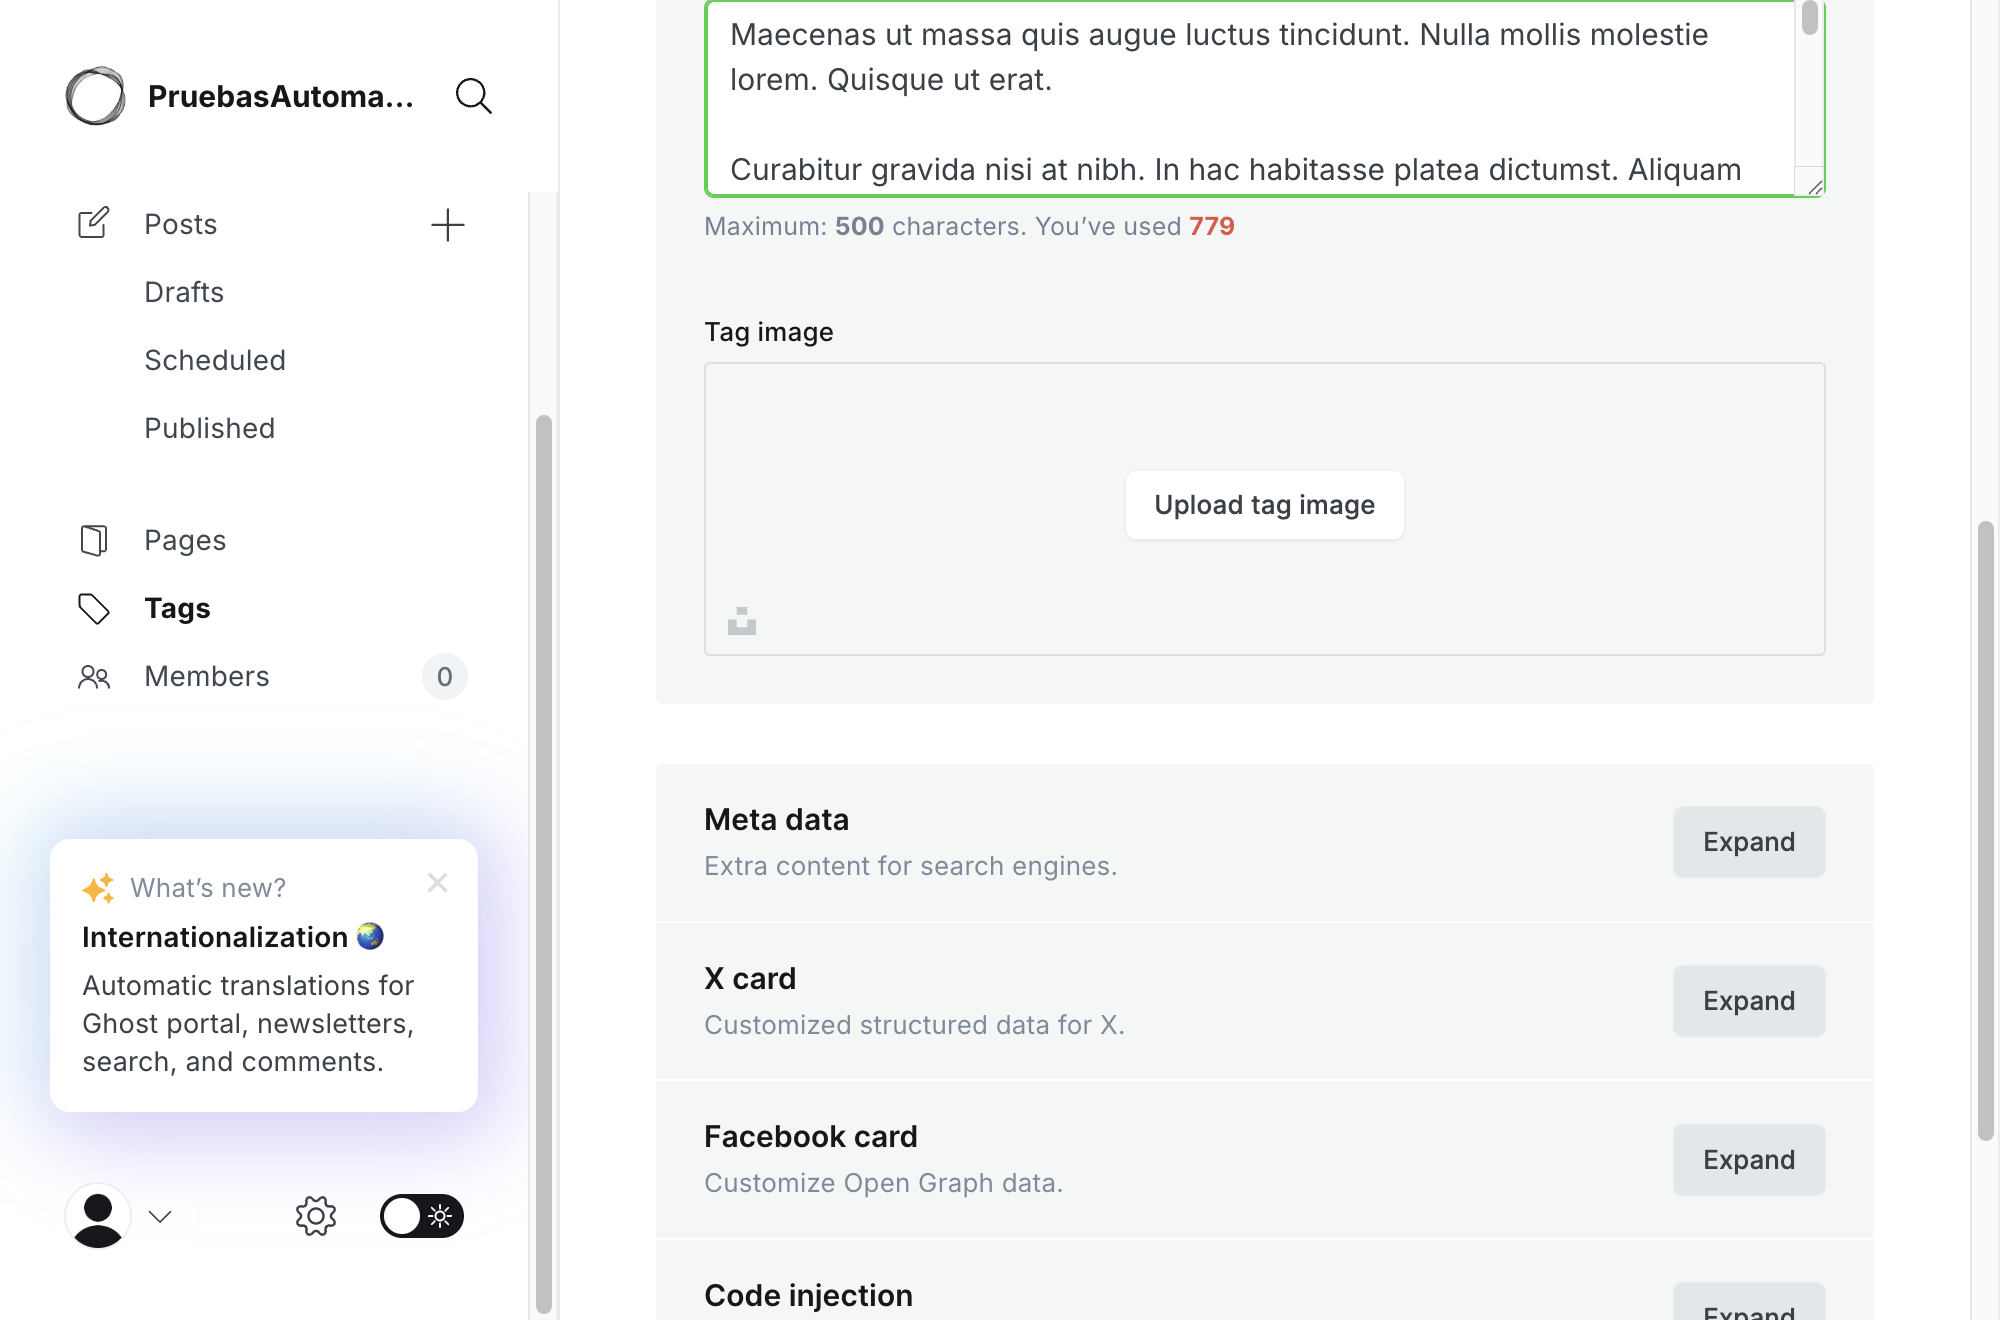 PruebasAutoma...
Posts
Drafts
Scheduled
Published
Pages
Tags
Members
0
What’s new?
Internationalization
Automatic translations for
Ghost portal, newsletters,
search, and comments.
Maecenas ut massa quis augue luctus tincidunt. Nulla mollis molestie
lorem. Quisque ut erat.
Curabitur gravida nisi at nibh. In hac habitasse platea dictumst. Aliquam
Maximum: 500 characters. You’ve used 779
Tag image
Upload tag image
Meta data
Extra content for search engines.
Expand
X card
Customized structured data for X.
Expand
Facebook card
Customize Open Graph data.
Expand
Code injection
Expand